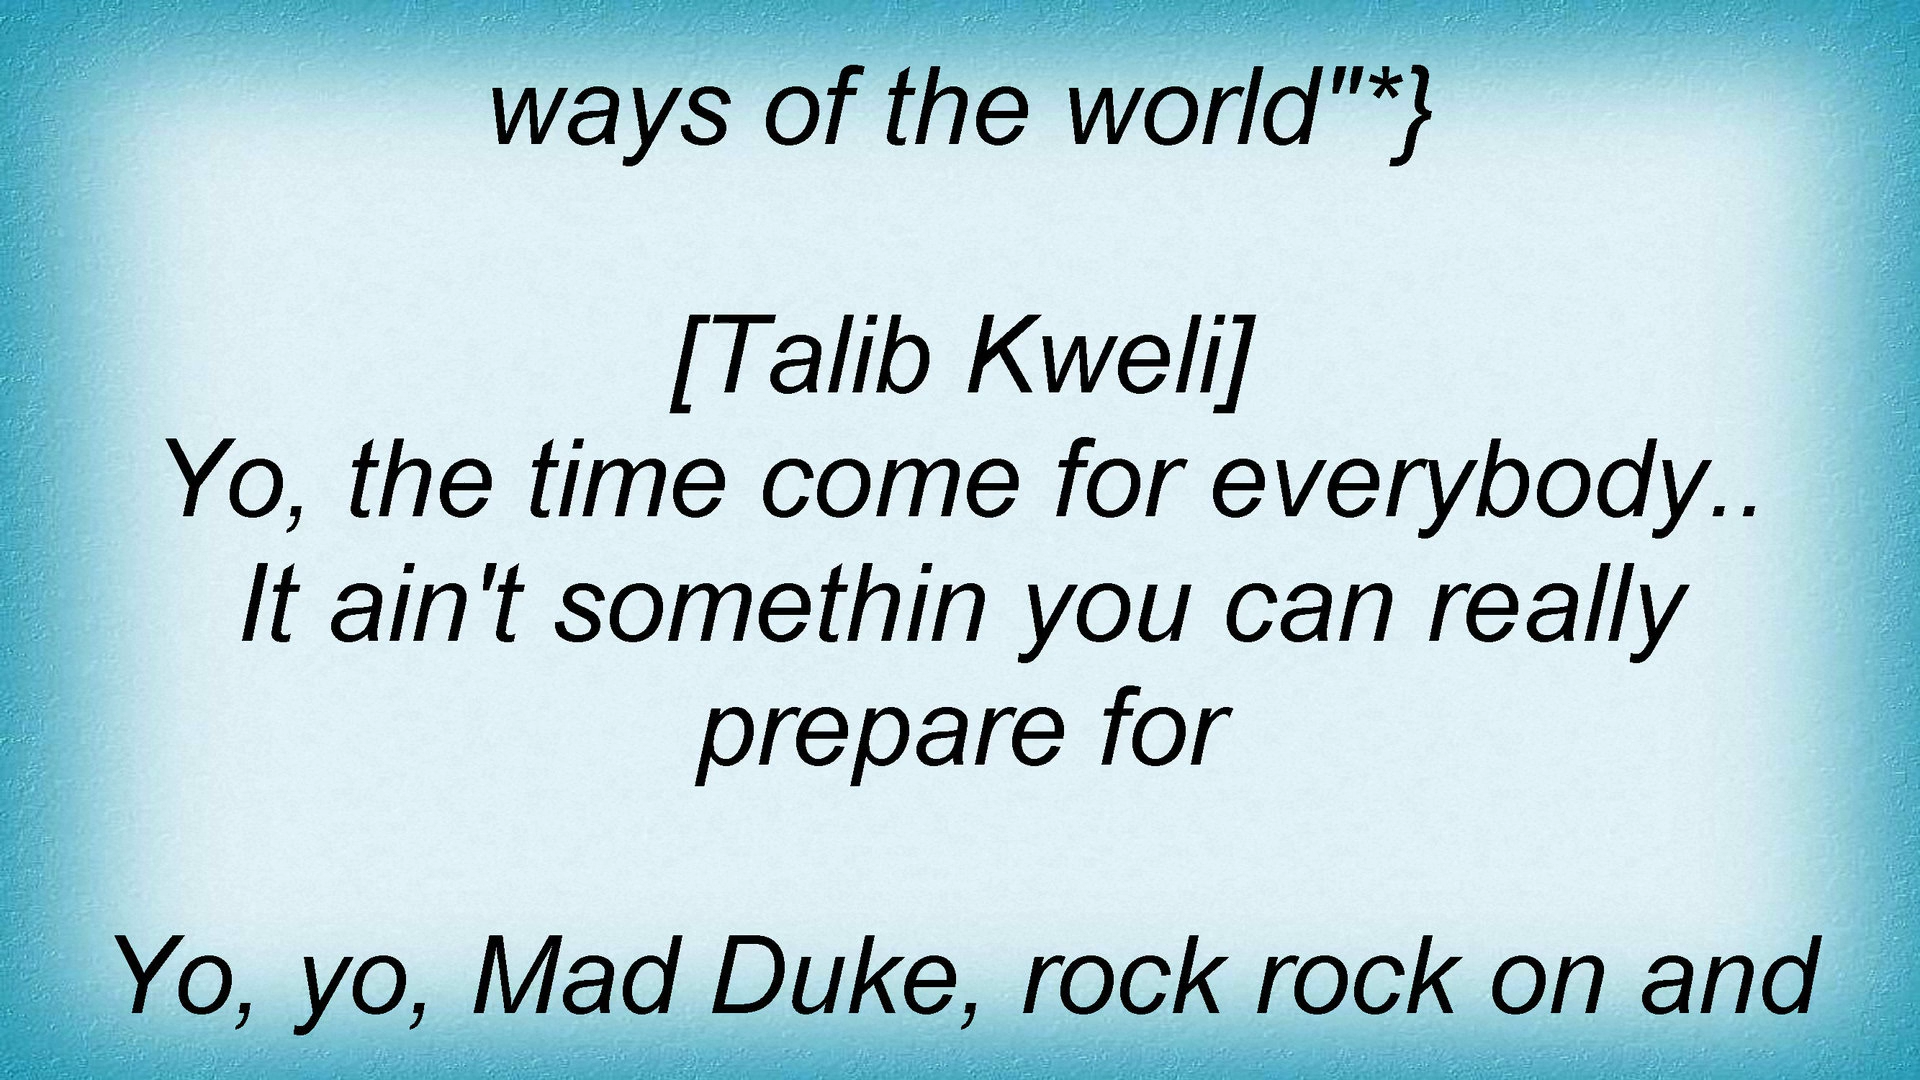 ways of the world"*}
[Talib Kweli]
Yo, the time come for everybody..
It ain't somethin you can really
prepare for
Yo, yo, Mad Duke, rock rock on and